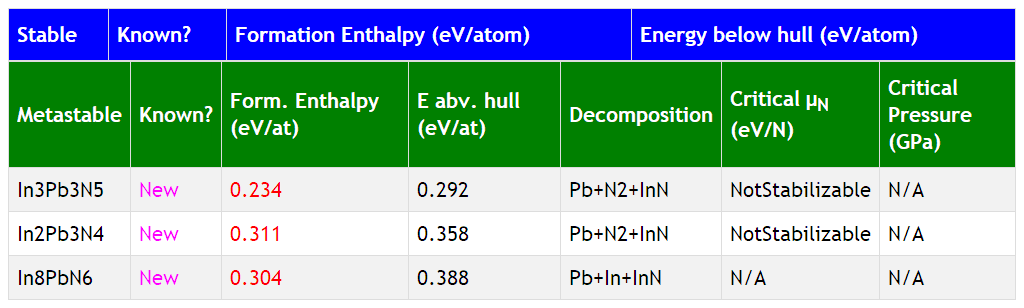 Stable Known? Formation Enthalpy (eV/atom) Energy below hull (eV/atom)
Metastable Known? Form. Enthalpy (eV/at) E abv. hull (eV/at) Decomposition Critical μN (eV/N) Critical Pressure (GPa)
In3Pb3N5 New 0.234 0.292 Pb+N2+InN NotStabilizable N/A
In2Pb3N4 New 0.311 0.358 Pb+N2+InN NotStabilizable N/A
In8PbN6 New 0.304 0.388 Pb+In+InN N/A N/A